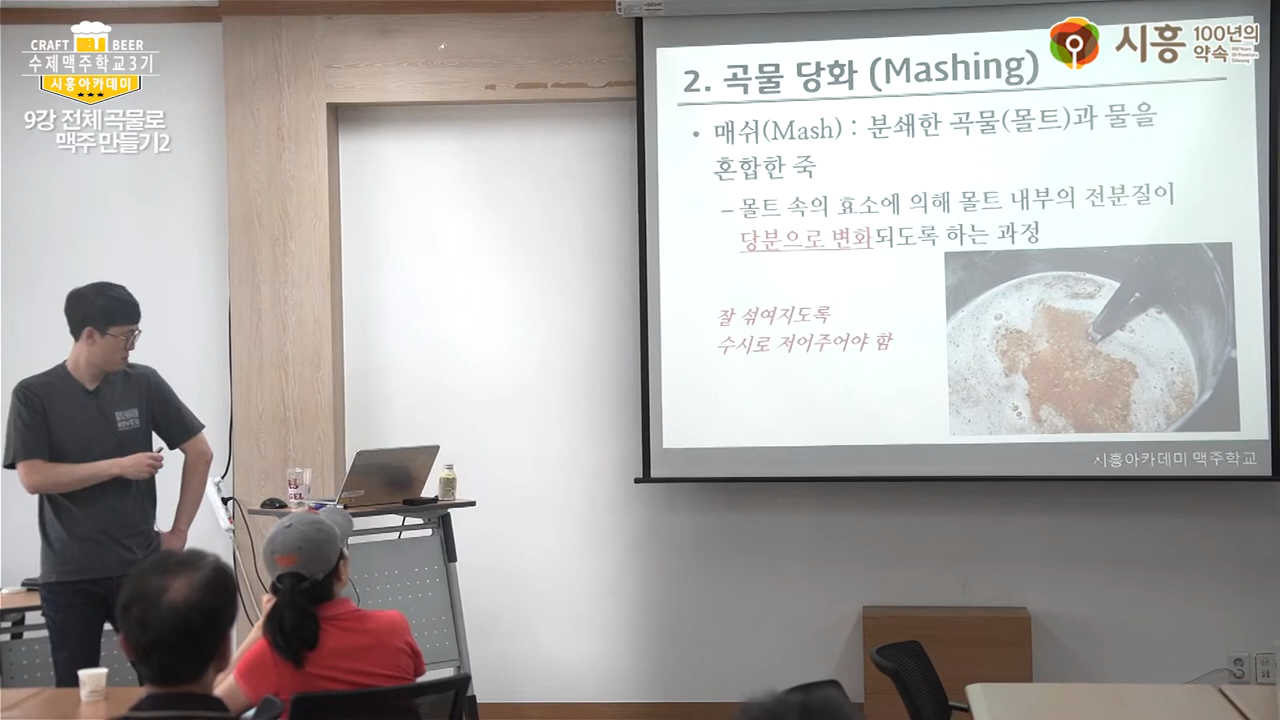 CRAFT BEER
수제맥주학교3기
시흥아카데미
9강 전체 곡물로
맥주 만들기2
시흥 100년의
약속
2. 곡물 당화 (Mashing)
• 매쉬(Mash) : 분쇄한 곡물(몰트)과 물을
혼합한 죽
– 몰트 속의 효소에 의해 몰트 내부의 전분질이
당분으로 변화되도록 하는 과정
잘 섞여지도록
수시로 저어주어야 함
시흥아카데미 맥주학교